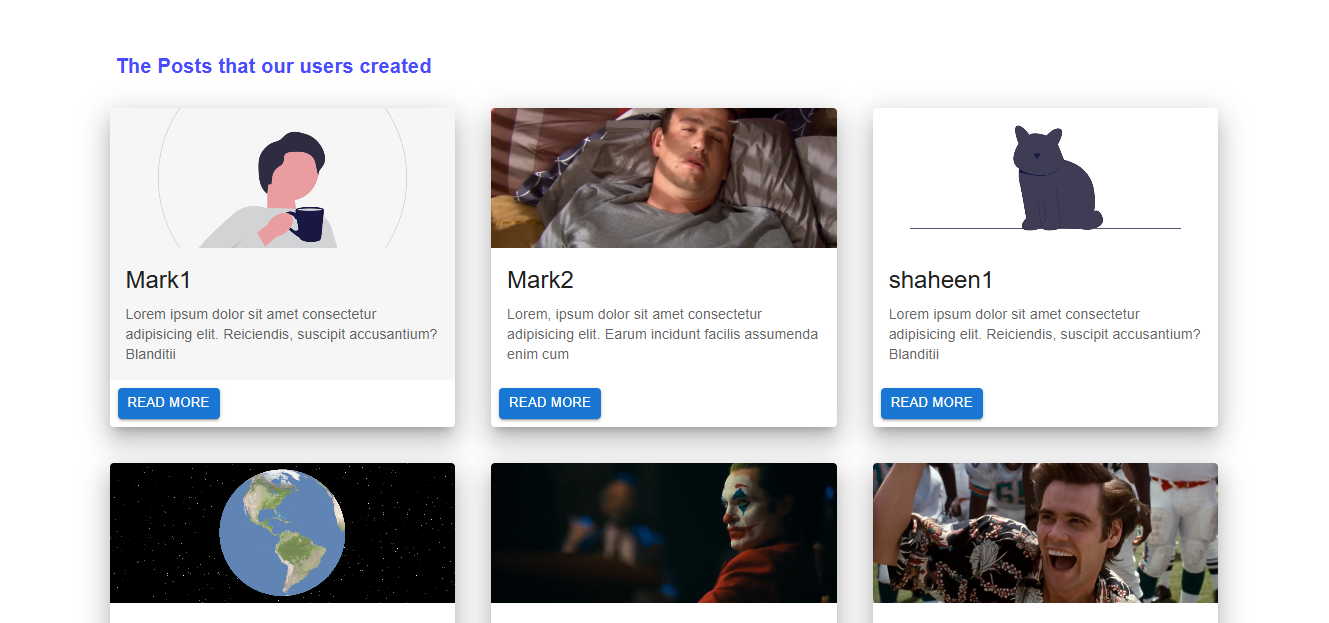 The Posts that our users created
Mark1
Lorem ipsum dolor sit amet consectetur
adipisicing elit. Reiciendis, suscipit accusantium?
Blanditii
READ MORE
Mark2
Lorem, ipsum dolor sit amet consectetur
adipisicing elit. Earum incidunt facilis assumenda
enim cum
READ MORE
shaheen1
Lorem ipsum dolor sit amet consectetur
adipisicing elit. Reiciendis, suscipit accusantium?
Blanditii
READ MORE